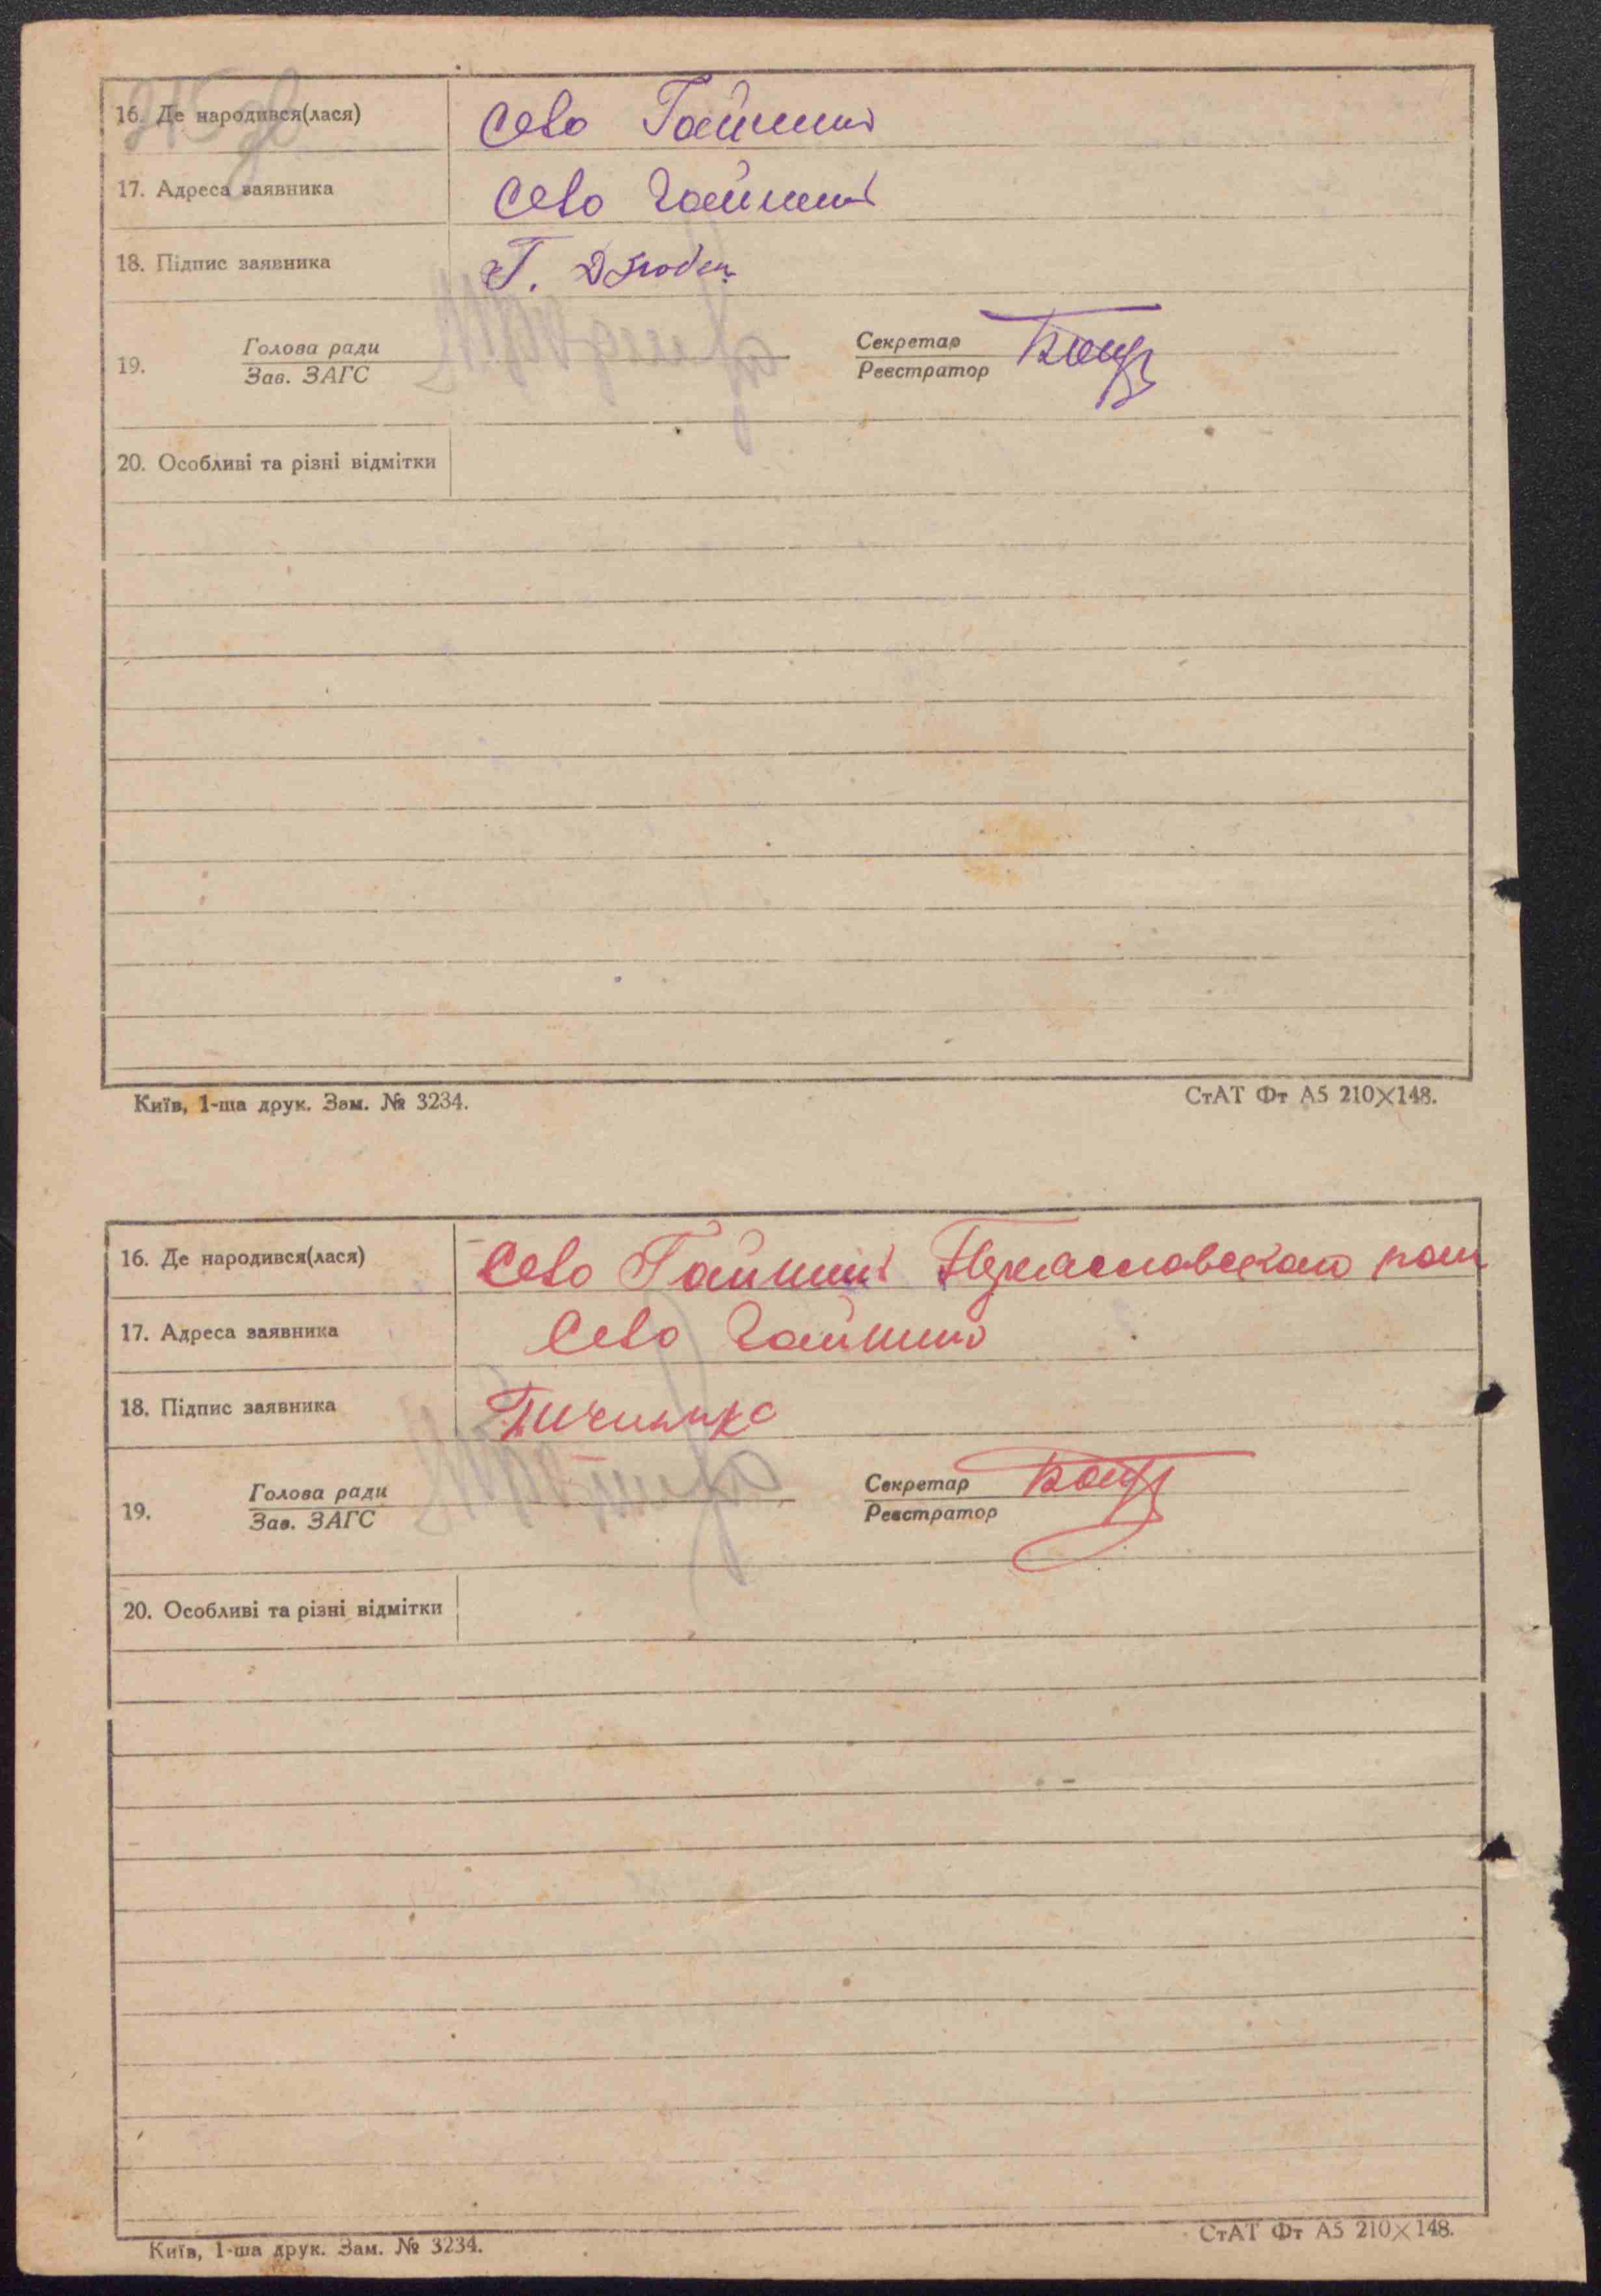 215 зв
16. Де народився(лася) село Гайшин
17. Адреса заявника село Гайшин
18. Підпис заявника Г.
19. Голова ради Секретар
Зав. ЗАГС Реєстратор
20. Особливі та різні відмітки
Київ, 1-ша друк. Зам. № 3234. СтАТ Фт А5 210×148.
16. Де народився(лася) село Гайшин Переяславского
17. Адреса заявника село Гайшин
18. Підпис заявника
19. Голова ради Секретар
Зав. ЗАГС Реєстратор
20. Особливі та різні відмітки
Київ, 1-ша друк. Зам. № 3234. СтАТ Фт А5 210×148.